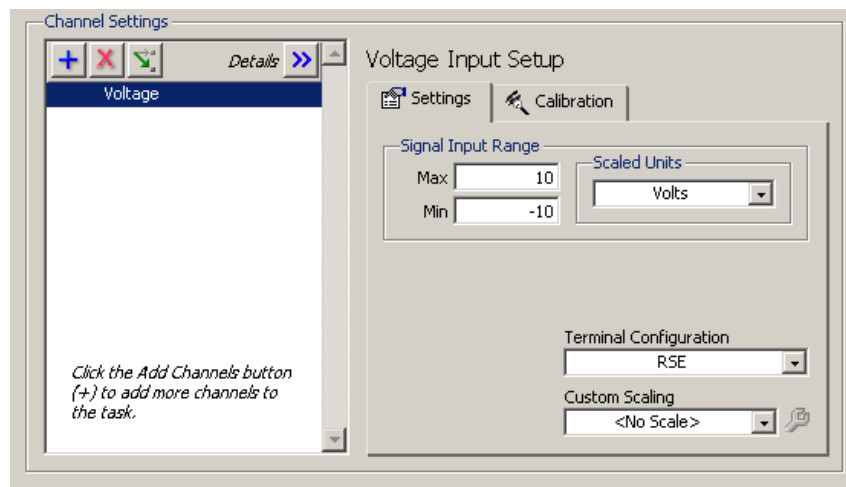 Channel Settings
Details
Voltage
Click the Add Channels button
(+) to add more channels to
the task.
Voltage Input Setup
Settings
Calibration
Signal Input Range
Max 10
Min -10
Scaled Units
Volts
Terminal Configuration
RSE
Custom Scaling
<No Scale>